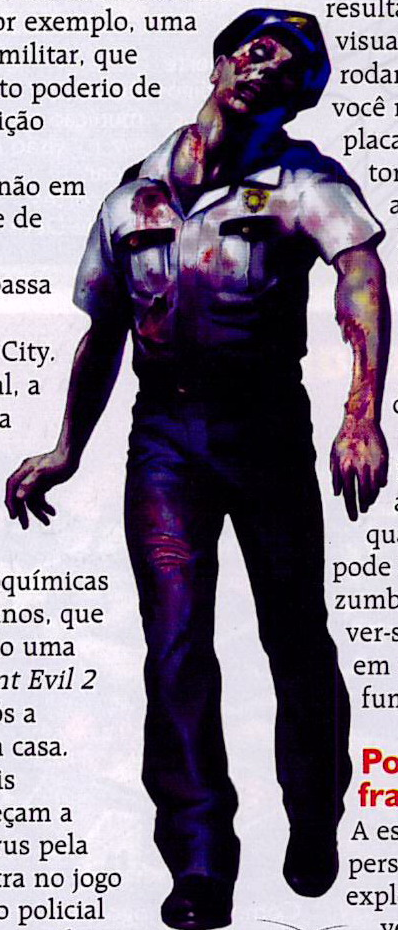 or exemplo, uma
militar, que
to poderio de
ição
não em
e de
assa
City.
al, a
a
químicas
nos, que
o uma
nt Evil 2
os a
casa.
is
eçam a
rus pela
tra no jogo
o policial
resulta
visua
rodar
você
placa
tor
a
qua
pode
zumb
ver-s
em
fun
Po
fra
A es
pers
expl